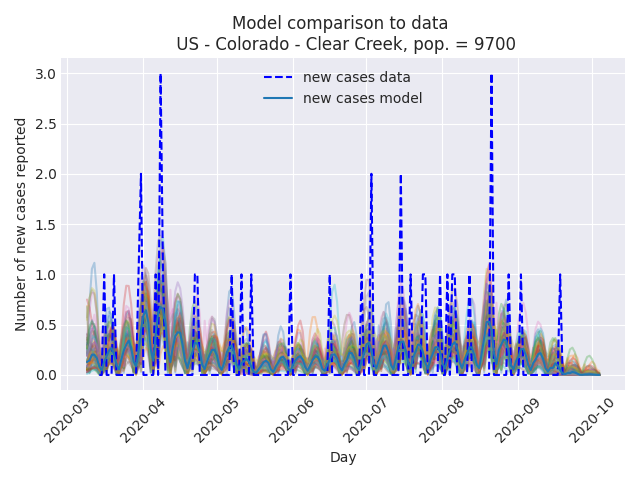 Model comparison to data
US - Colorado - Clear Creek, pop. = 9700
new cases data
new cases model
Number of new cases reported
3.0
2.5
2.0
1.5
1.0
0.5
0.0
2020-03
2020-04
2020-05
2020-06
2020-07
2020-08
2020-09
2020-10
Day